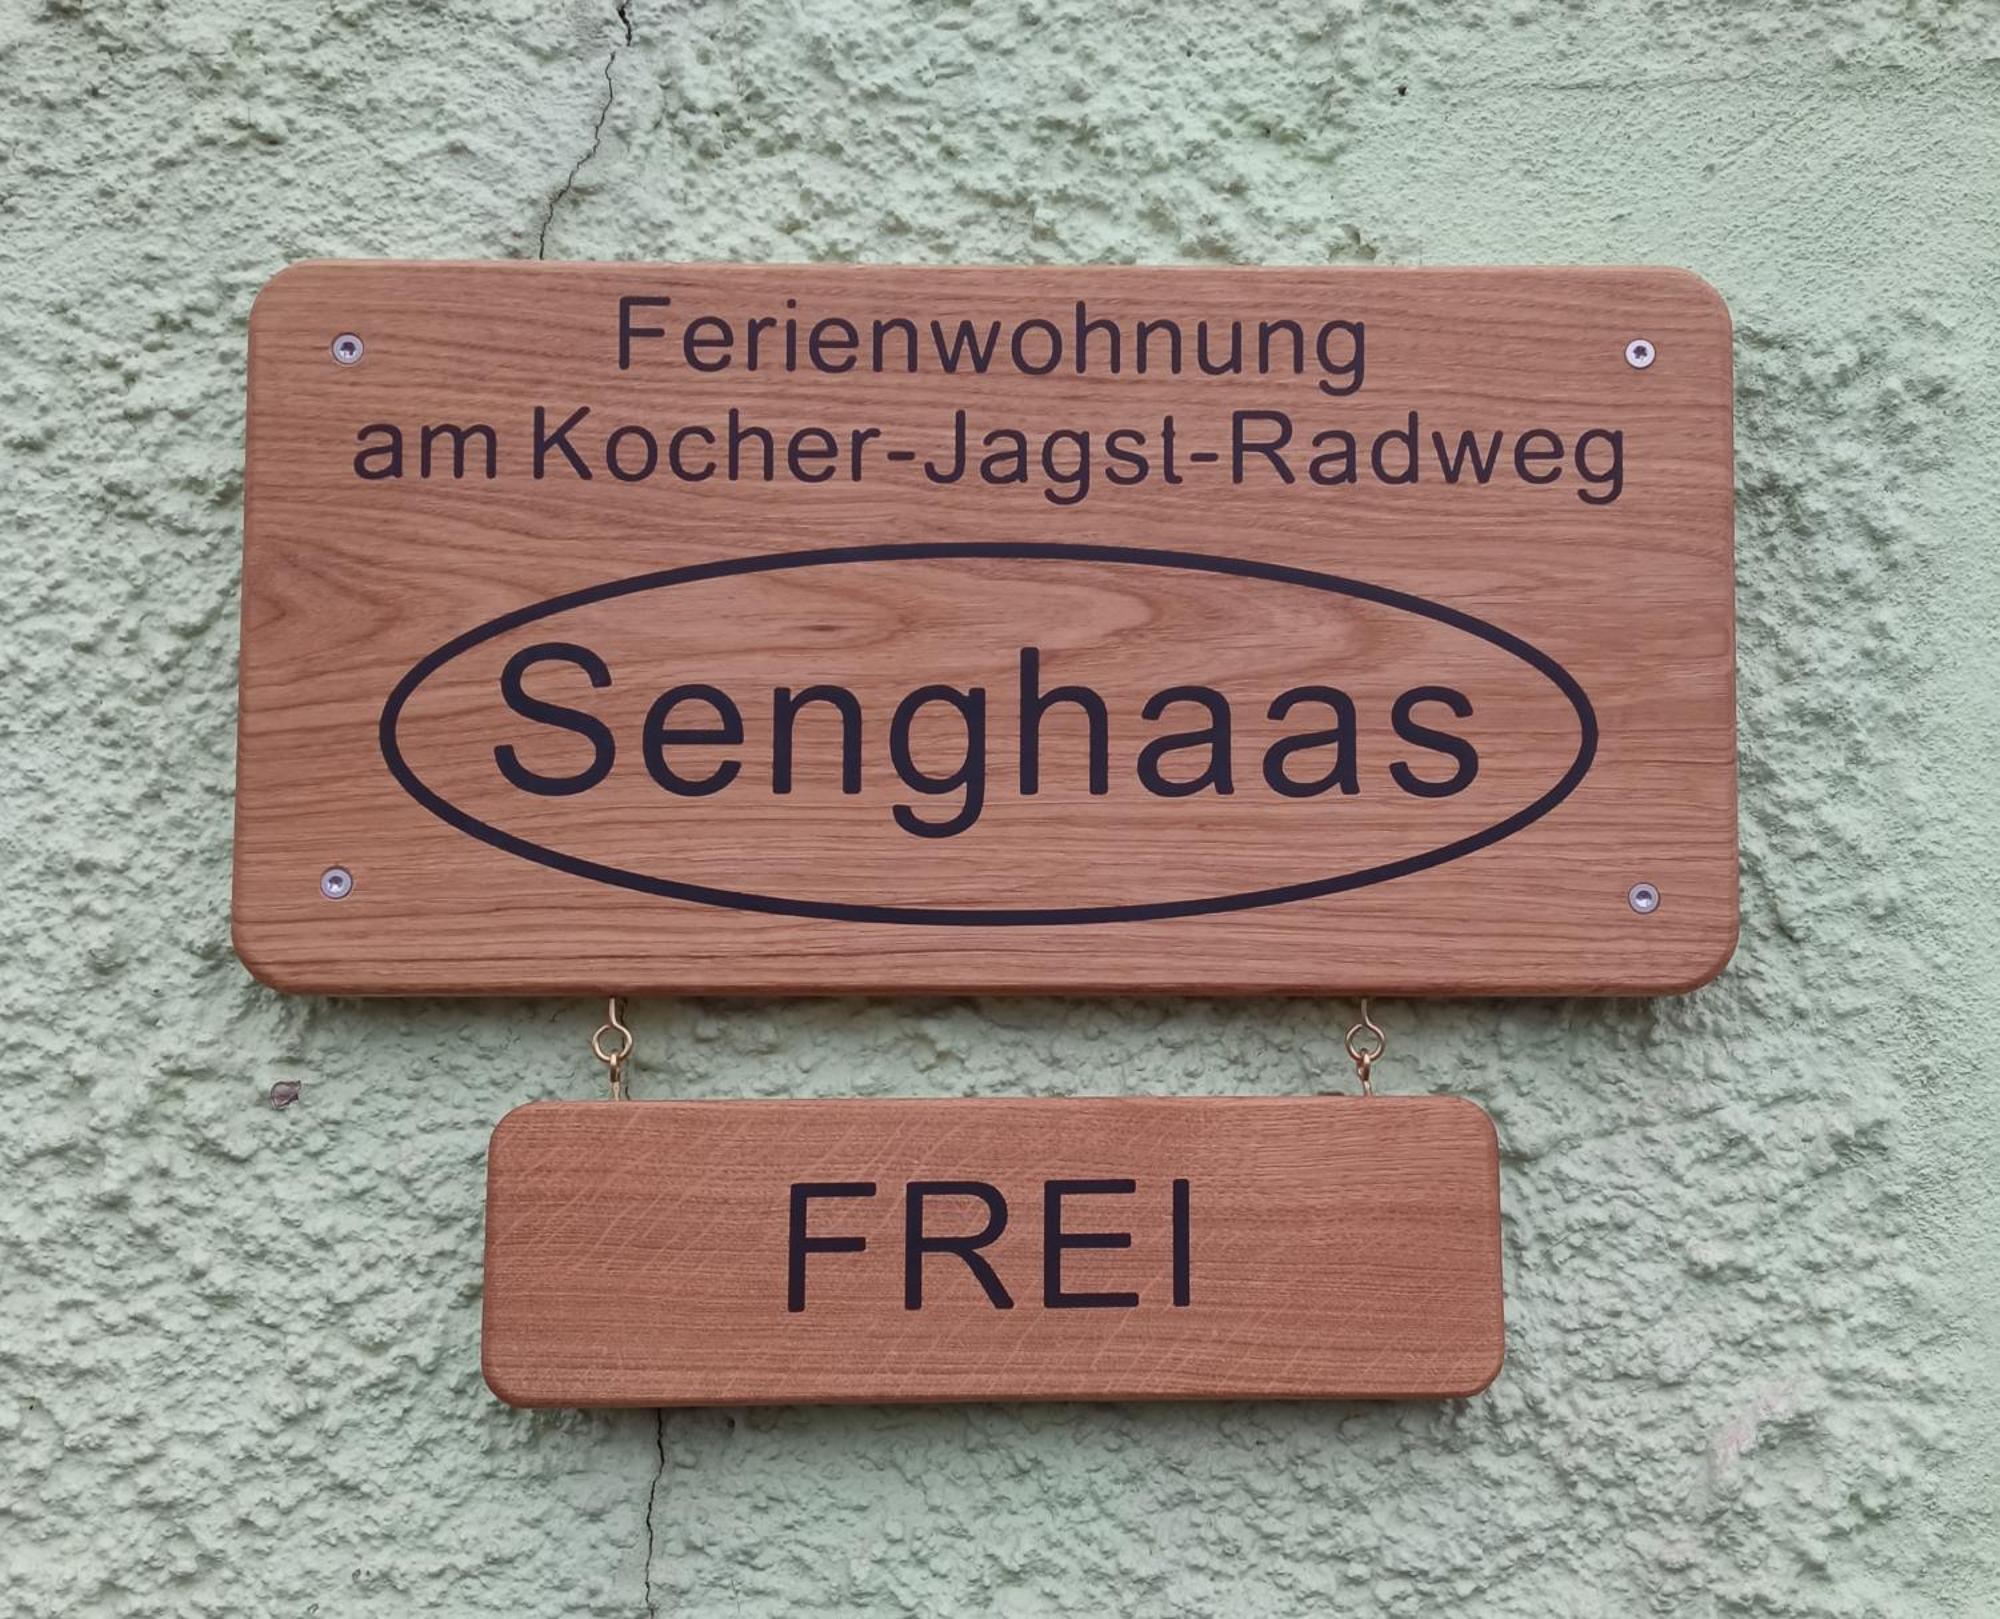 Ferienwohnung
am Kocher-Jagst-Radweg
Senghaas
FREI